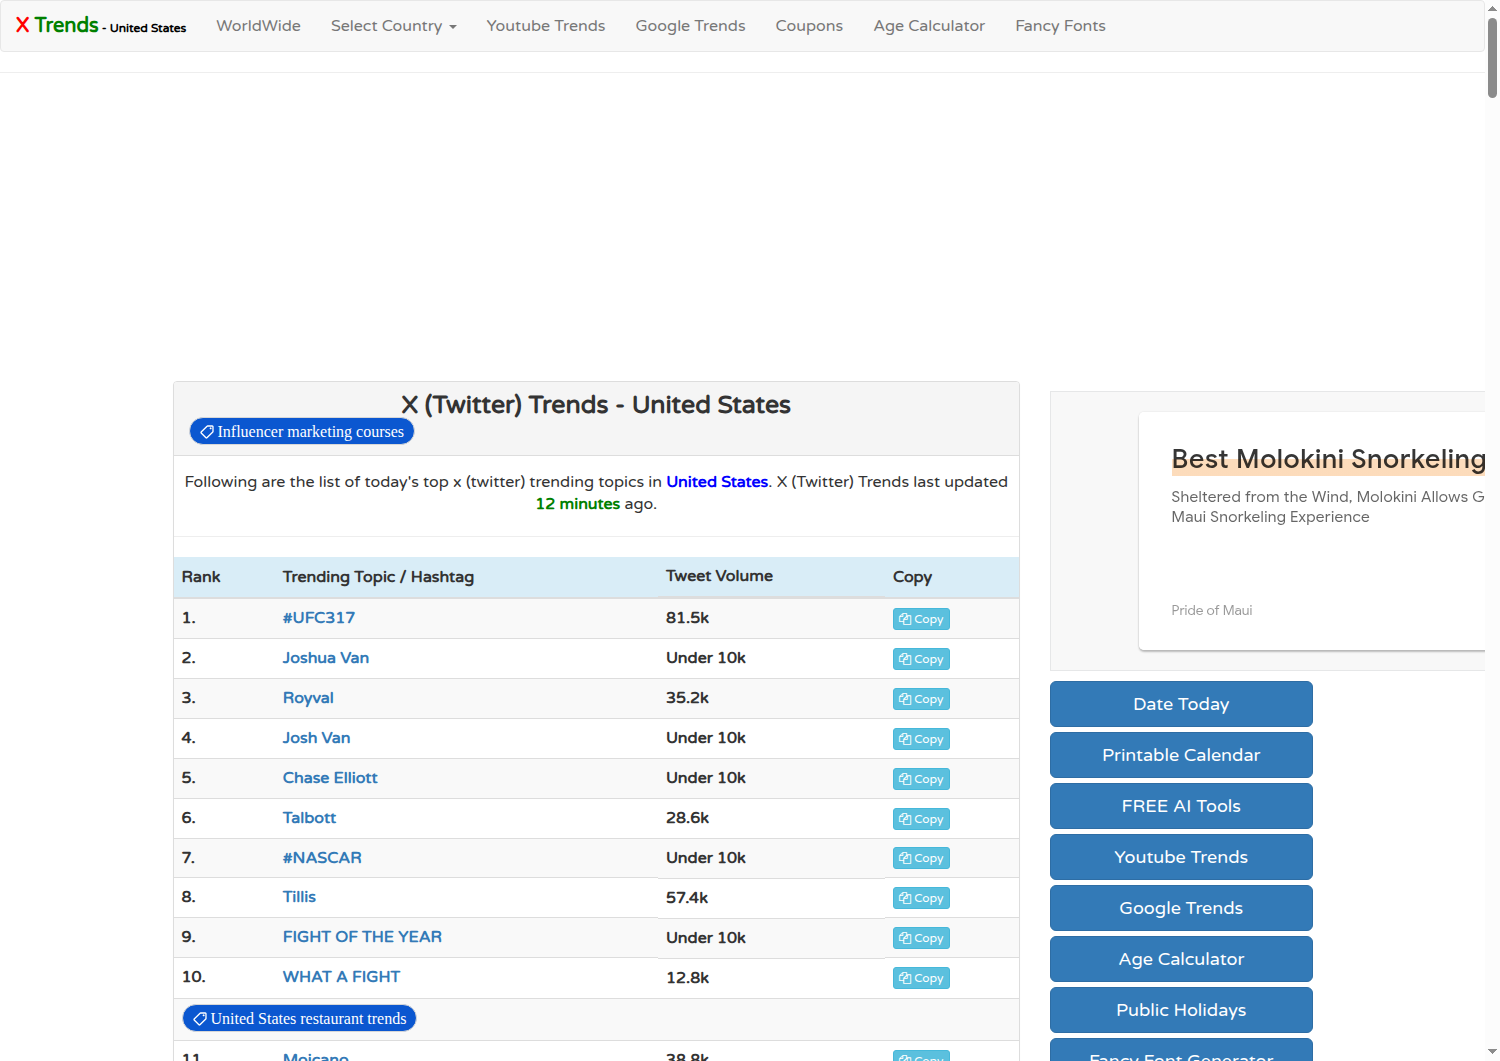 X Trends - United States WorldWide Select Country Youtube Trends Google Trends Coupons Age Calculator Fancy Fonts
X (Twitter) Trends - United States
Influencer marketing courses
Following are the list of today's top x (twitter) trending topics in United States. X (Twitter) Trends last updated
12 minutes ago.
Rank Trending Topic / Hashtag Tweet Volume Copy
1. #UFC317 81.5k Copy
2. Joshua Van Under 10k Copy
3. Royval 35.2k Copy
4. Josh Van Under 10k Copy
5. Chase Elliott Under 10k Copy
6. Talbott 28.6k Copy
7. #NASCAR Under 10k Copy
8. Tillis 57.4k Copy
9. FIGHT OF THE YEAR Under 10k Copy
10. WHAT A FIGHT 12.8k Copy
United States restaurant trends
11. Moicano 38.8k Copy
Best Molokini Snorkeling
Sheltered from the Wind, Molokini Allows G
Maui Snorkeling Experience
Pride of Maui
Date Today
Printable Calendar
FREE AI Tools
Youtube Trends
Google Trends
Age Calculator
Public Holidays
Fancy Font Generator